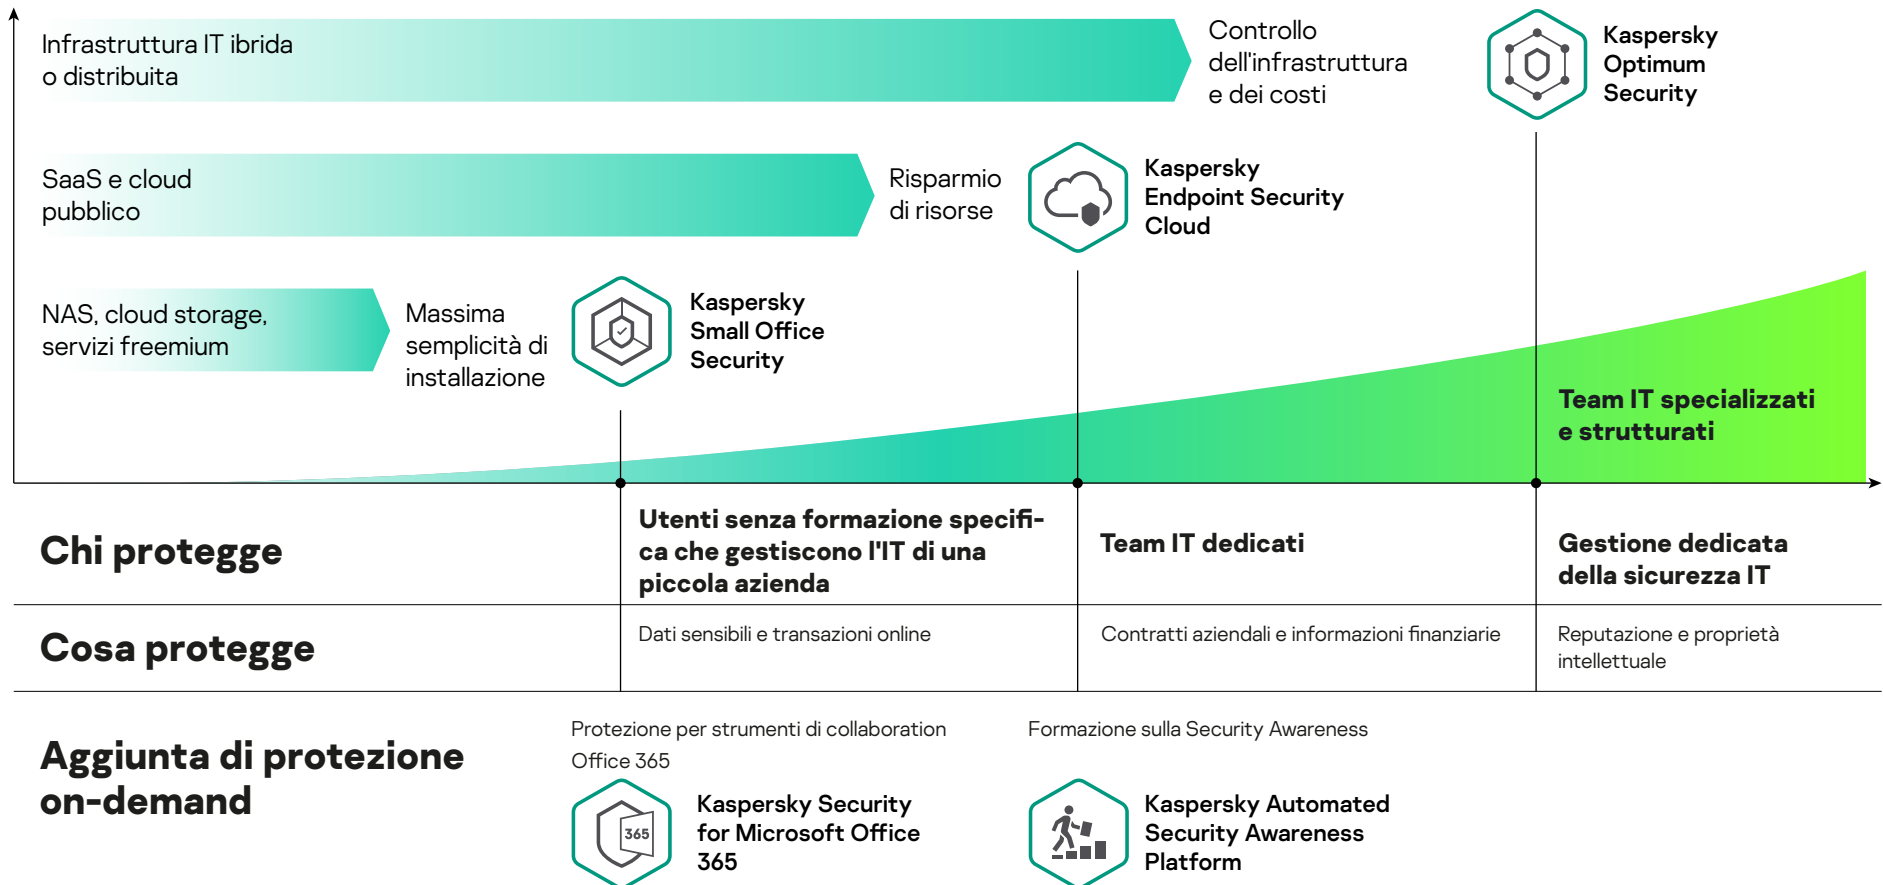 Infrastruttura IT ibrida
o distribuita
Controllo
dell'infrastruttura
e dei costi
Kaspersky
Optimum
Security
SaaS e cloud
pubblico
Risparmio
di risorse
Kaspersky
Endpoint Security
Cloud
NAS, cloud storage,
servizi freemium
Massima
semplicità di
installazione
Kaspersky
Small Office
Security
Team IT specializzati
e strutturati
Chi protegge
Utenti senza formazione specifi-
ca che gestiscono l'IT di una
piccola azienda
Team IT dedicati
Gestione dedicata
della sicurezza IT
Cosa protegge
Dati sensibili e transazioni online
Contratti aziendali e informazioni finanziarie
Reputazione e proprietà
intellettuale
Aggiunta di protezione
on-demand
Protezione per strumenti di collaboration
Office 365
365
Kaspersky Security
for Microsoft Office
365
Formazione sulla Security Awareness
Kaspersky Automated
Security Awareness
Platform